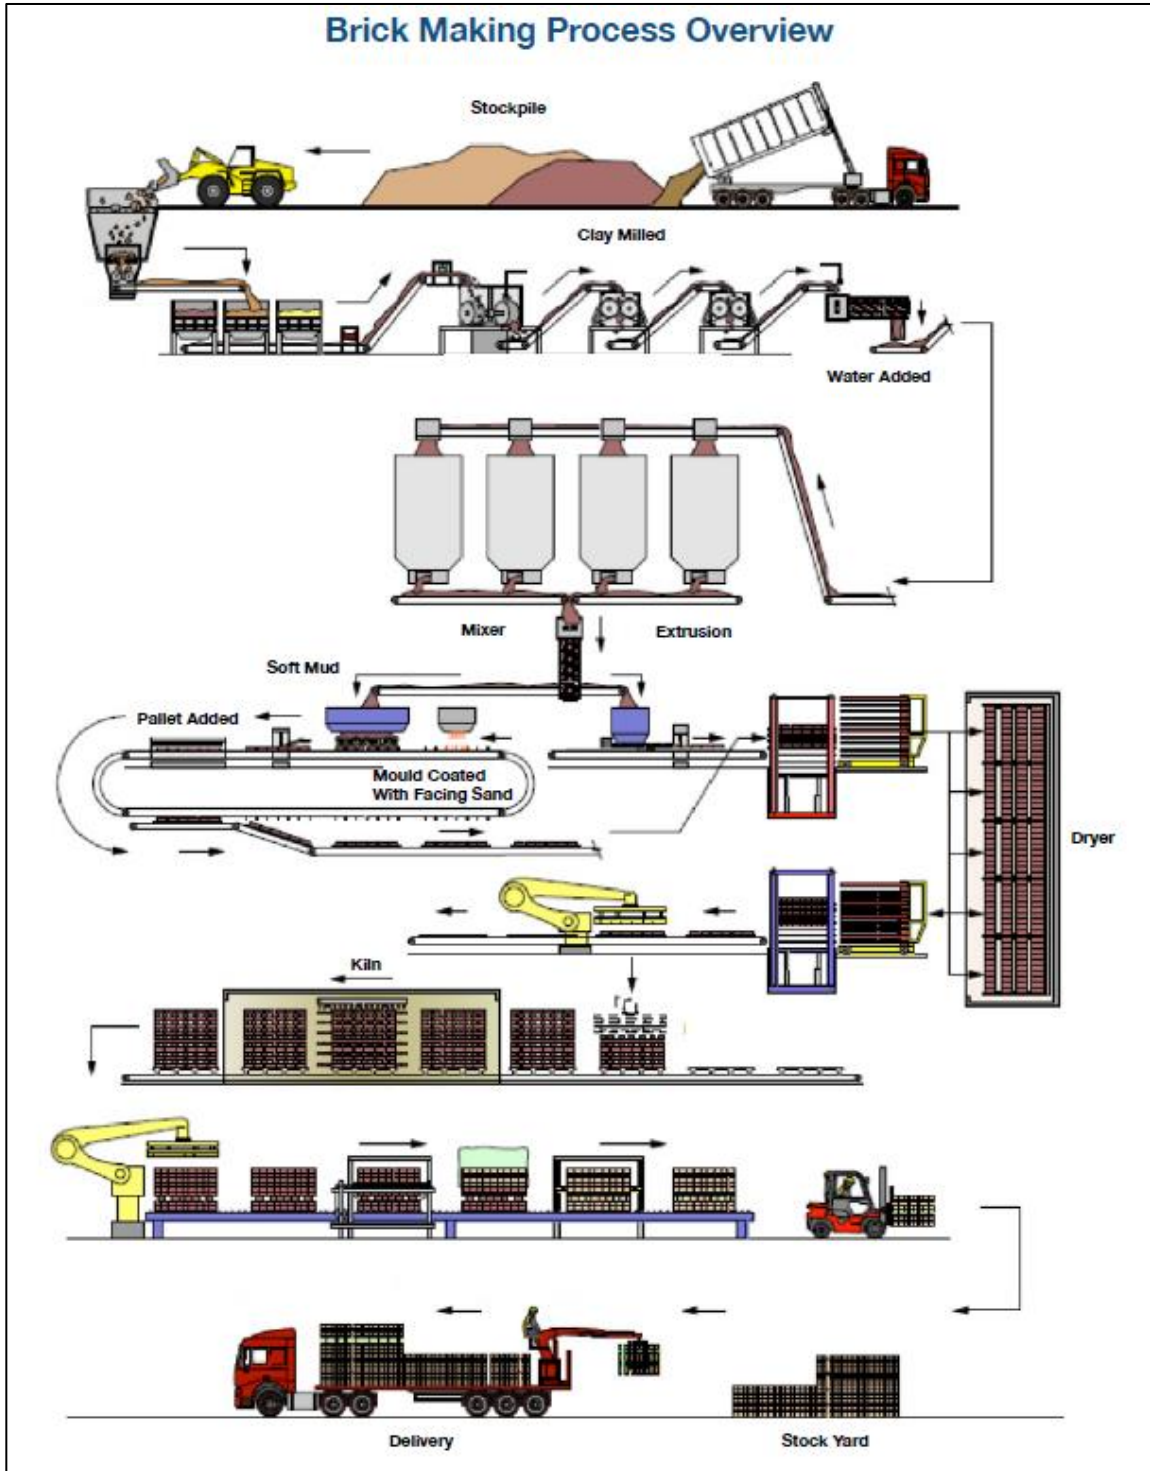 Brick Making Process Overview
Stockpile
Clay Milled
Water Added
Mixer
Extrusion
Soft Mud
Pallet Added
Mould Coated
With Facing Sand
Dryer
Kiln
Delivery
Stock Yard